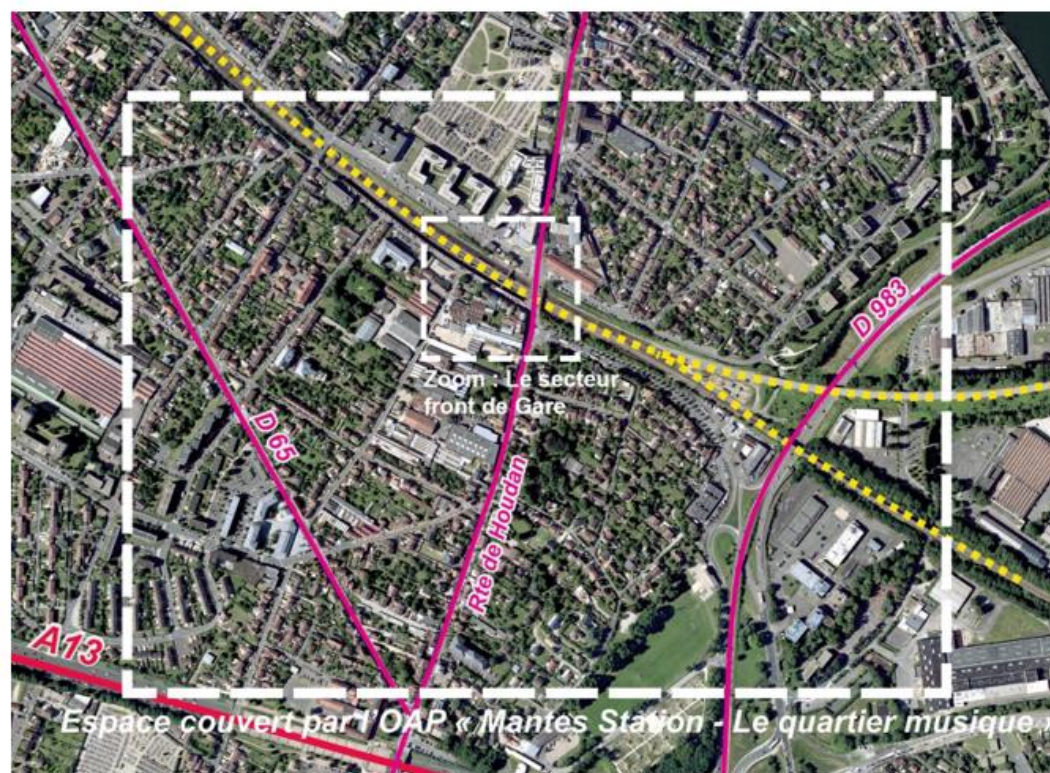 D 983
Zoom : Le secteur
front de Gare
D 65
Rte de Houdan
A13
Espace couvert par l'OAP « Mantes Station - Le quartier musique »